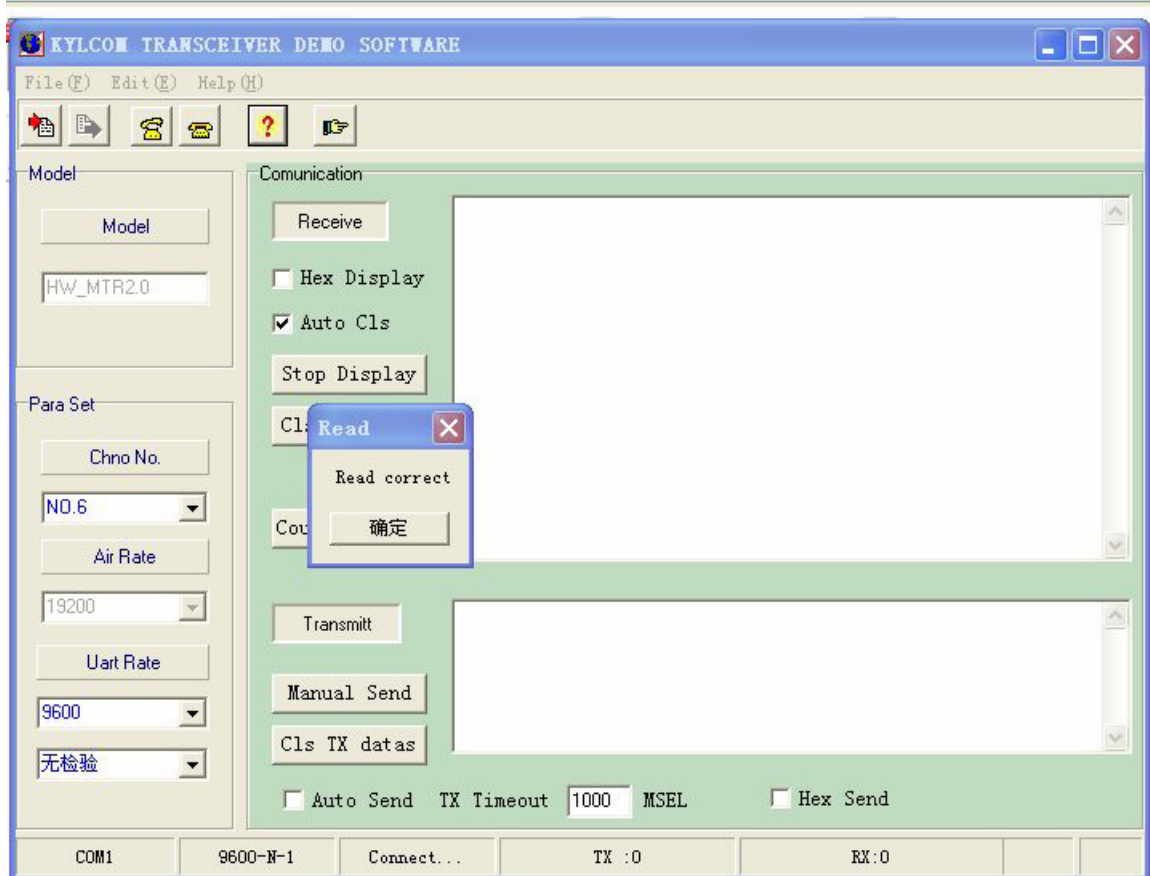 KYLCOM TRANSCEIVER DEMO SOFTWARE
File(F) Edit(E) Help(H)
?
Model
Model
HW_MTR2.0
Para Set
Chno No.
NO.6
Air Rate
19200
Uart Rate
9600
无检验
Comunication
Receive
Hex Display
Auto Cls
Stop Display
Cl
Read
Read correct
确定
Cou
Transmitt
Manual Send
Cls TX datas
Auto Send TX Timeout 1000 MSEL Hex Send
COM1 9600-N-1 Connect... TX :0 RX:0